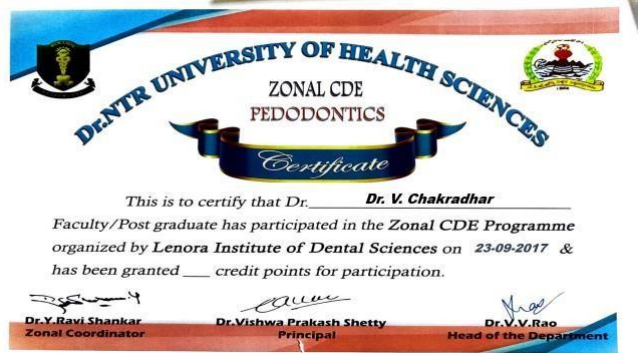 Dr.NTR UNIVERSITY OF HEALTH SCIENCES
ZONAL CDE
PEDODONTICS
Certificate
This is to certify that Dr. Dr. V. Chakradhar
Faculty/Post graduate has participated in the Zonal CDE Programme
organized by Lenora Institute of Dental Sciences on 23-09-2017 &
has been granted ___ credit points for participation.
Dr.Y.Ravi Shankar
Zonal Coordinator
Dr.Vishwa Prakash Shetty
Principal
Dr.V.V.Rao
Head of the Department